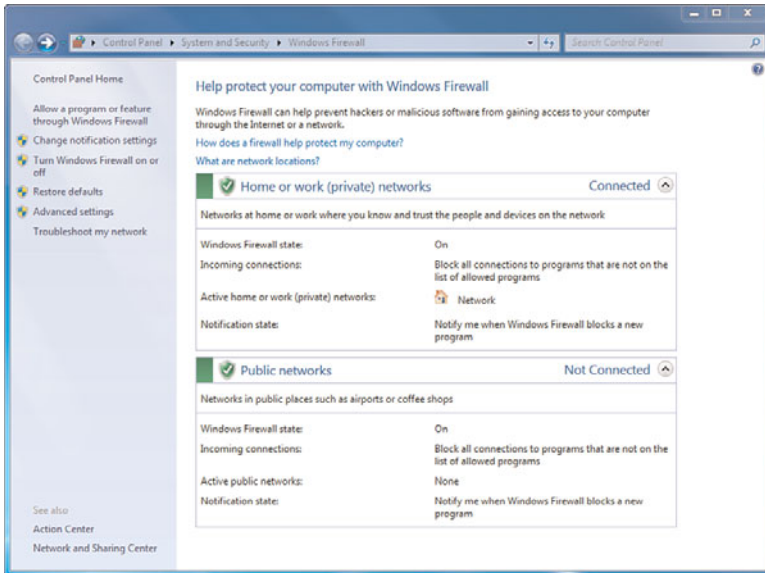 Control Panel ▸ System and Security ▸ Windows Firewall
Search Control Panel
Control Panel Home
Allow a program or feature
through Windows Firewall
Change notification settings
Turn Windows Firewall on or
off
Restore defaults
Advanced settings
Troubleshoot my network
See also
Action Center
Network and Sharing Center
Help protect your computer with Windows Firewall
Windows Firewall can help prevent hackers or malicious software from gaining access to your computer
through the Internet or a network.
How does a firewall help protect my computer?
What are network locations?
Home or work (private) networks Connected
Networks at home or work where you know and trust the people and devices on the network
Windows Firewall state: On
Incoming connections: Block all connections to programs that are not on the
list of allowed programs
Active home or work (private) networks: Network
Notification state: Notify me when Windows Firewall blocks a new
program
Public networks Not Connected
Networks in public places such as airports or coffee shops
Windows Firewall state: On
Incoming connections: Block all connections to programs that are not on the
list of allowed programs
Active public networks: None
Notification state: Notify me when Windows Firewall blocks a new
program